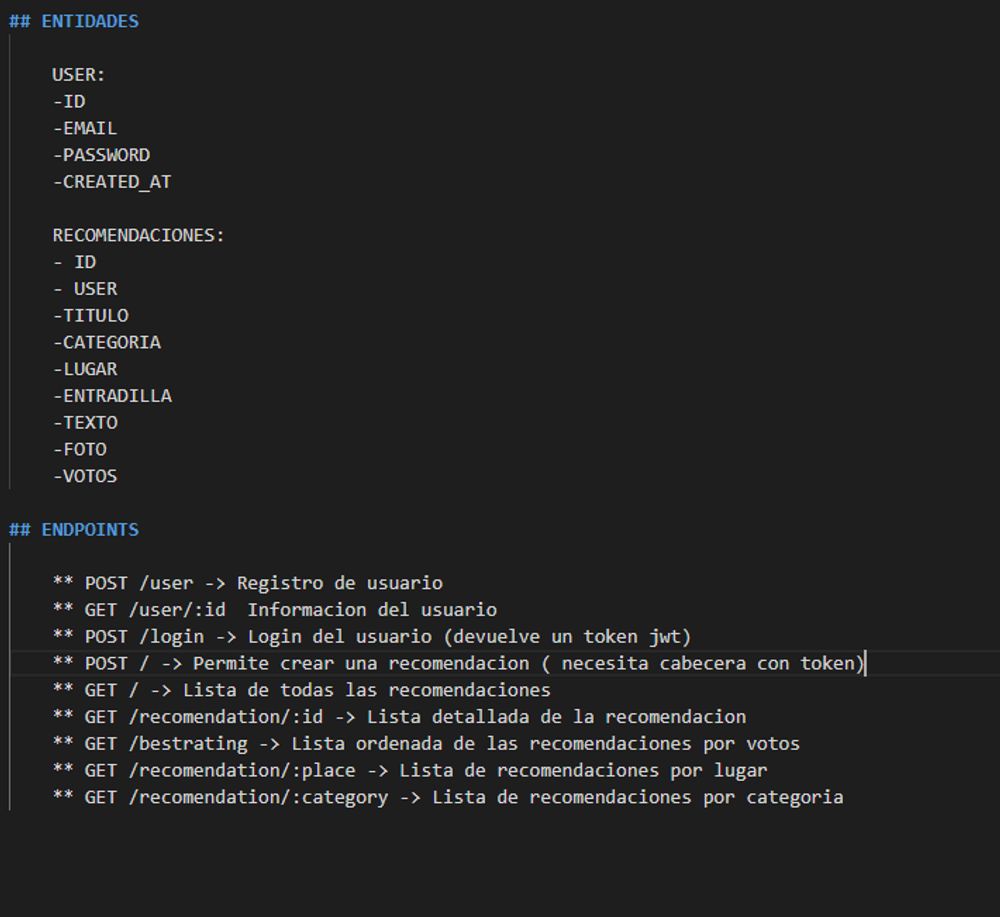 ## ENTIDADES
USER:
-ID
-EMAIL
-PASSWORD
-CREATED_AT
RECOMENDACIONES:
- ID
- USER
-TITULO
-CATEGORIA
-LUGAR
-ENTRADILLA
-TEXTO
-FOTO
-VOTOS
## ENDPOINTS
** POST /user -> Registro de usuario
** GET /user/:id  Informacion del usuario
** POST /login -> Login del usuario (devuelve un token jwt)
** POST / -> Permite crear una recomendacion ( necesita cabecera con token)
** GET / -> Lista de todas las recomendaciones
** GET /recomendation/:id -> Lista detallada de la recomendacion
** GET /bestrating -> Lista ordenada de las recomendaciones por votos
** GET /recomendation/:place -> Lista de recomendaciones por lugar
** GET /recomendation/:category -> Lista de recomendaciones por categoria